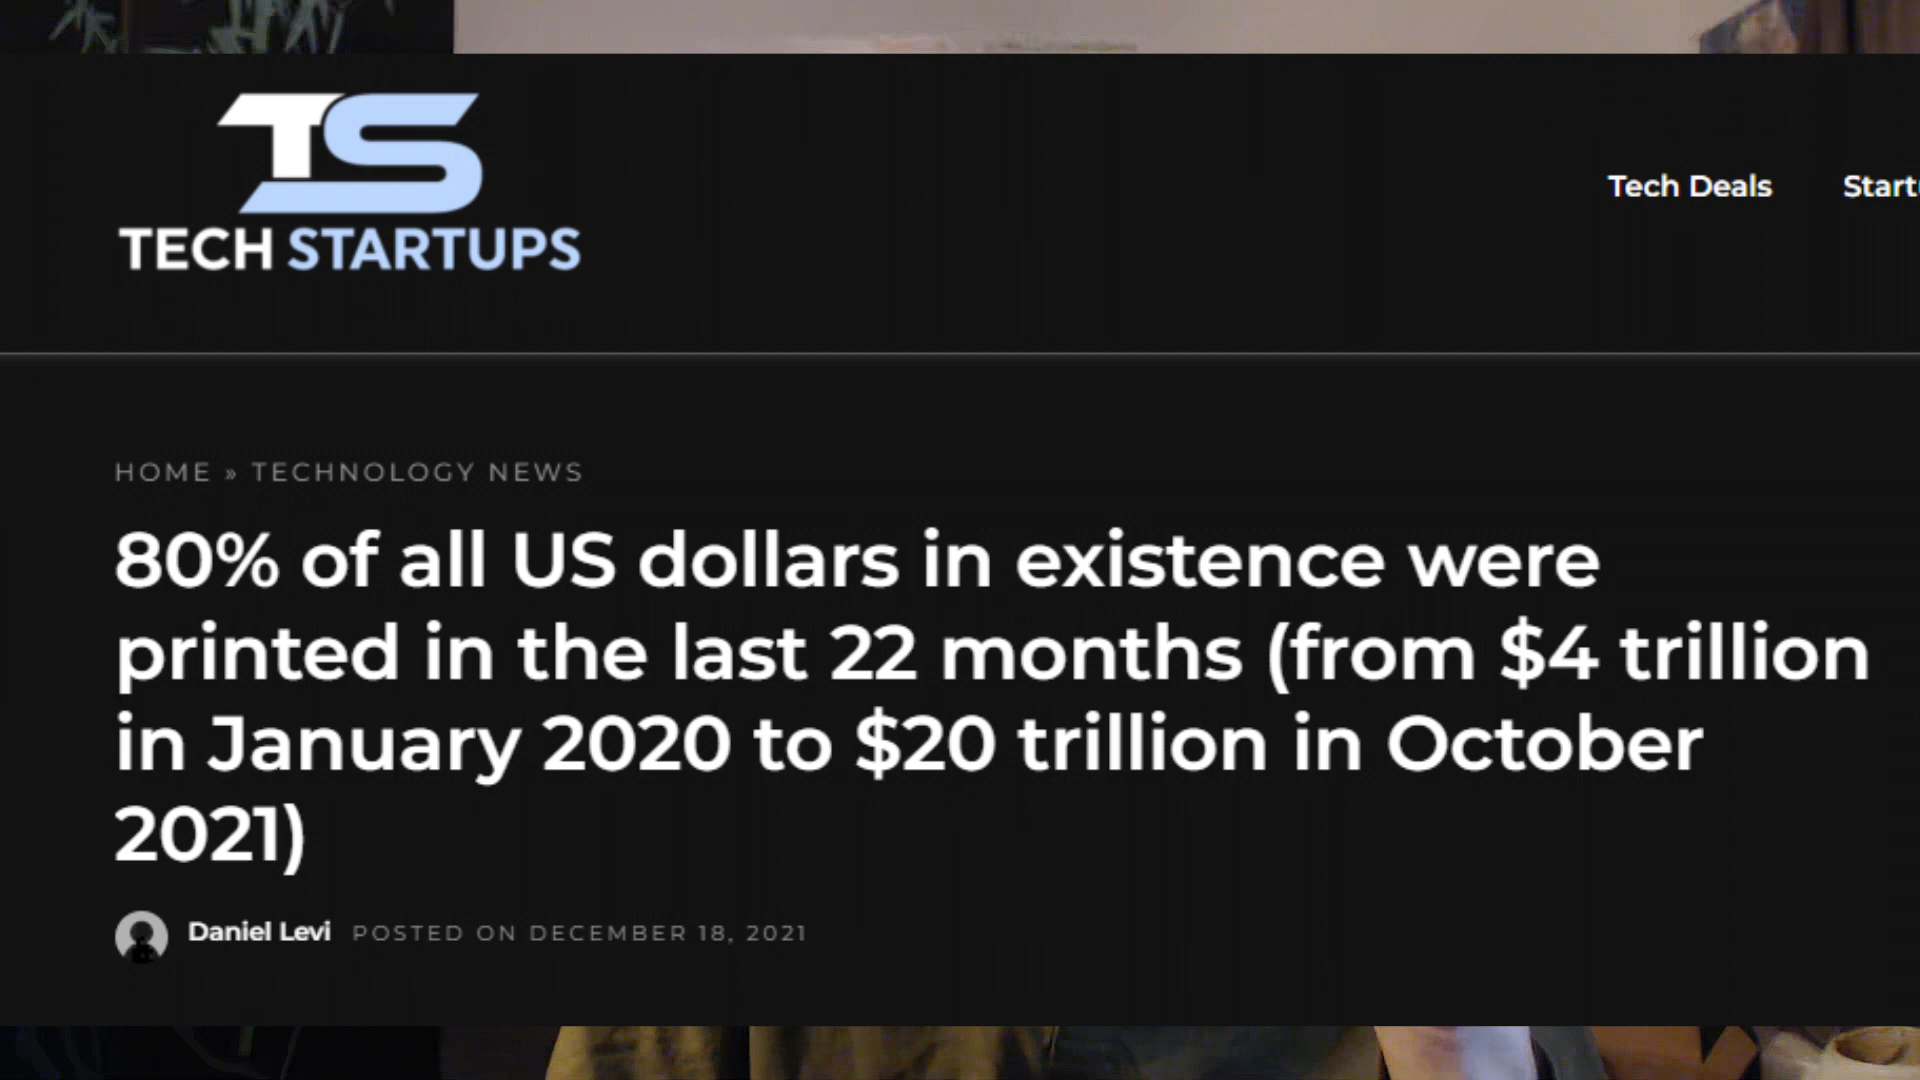 TS
TECH STARTUPS
Tech Deals
Start
HOME » TECHNOLOGY NEWS
80% of all US dollars in existence were
printed in the last 22 months (from $4 trillion
in January 2020 to $20 trillion in October
2021)
Daniel Levi POSTED ON DECEMBER 18, 2021